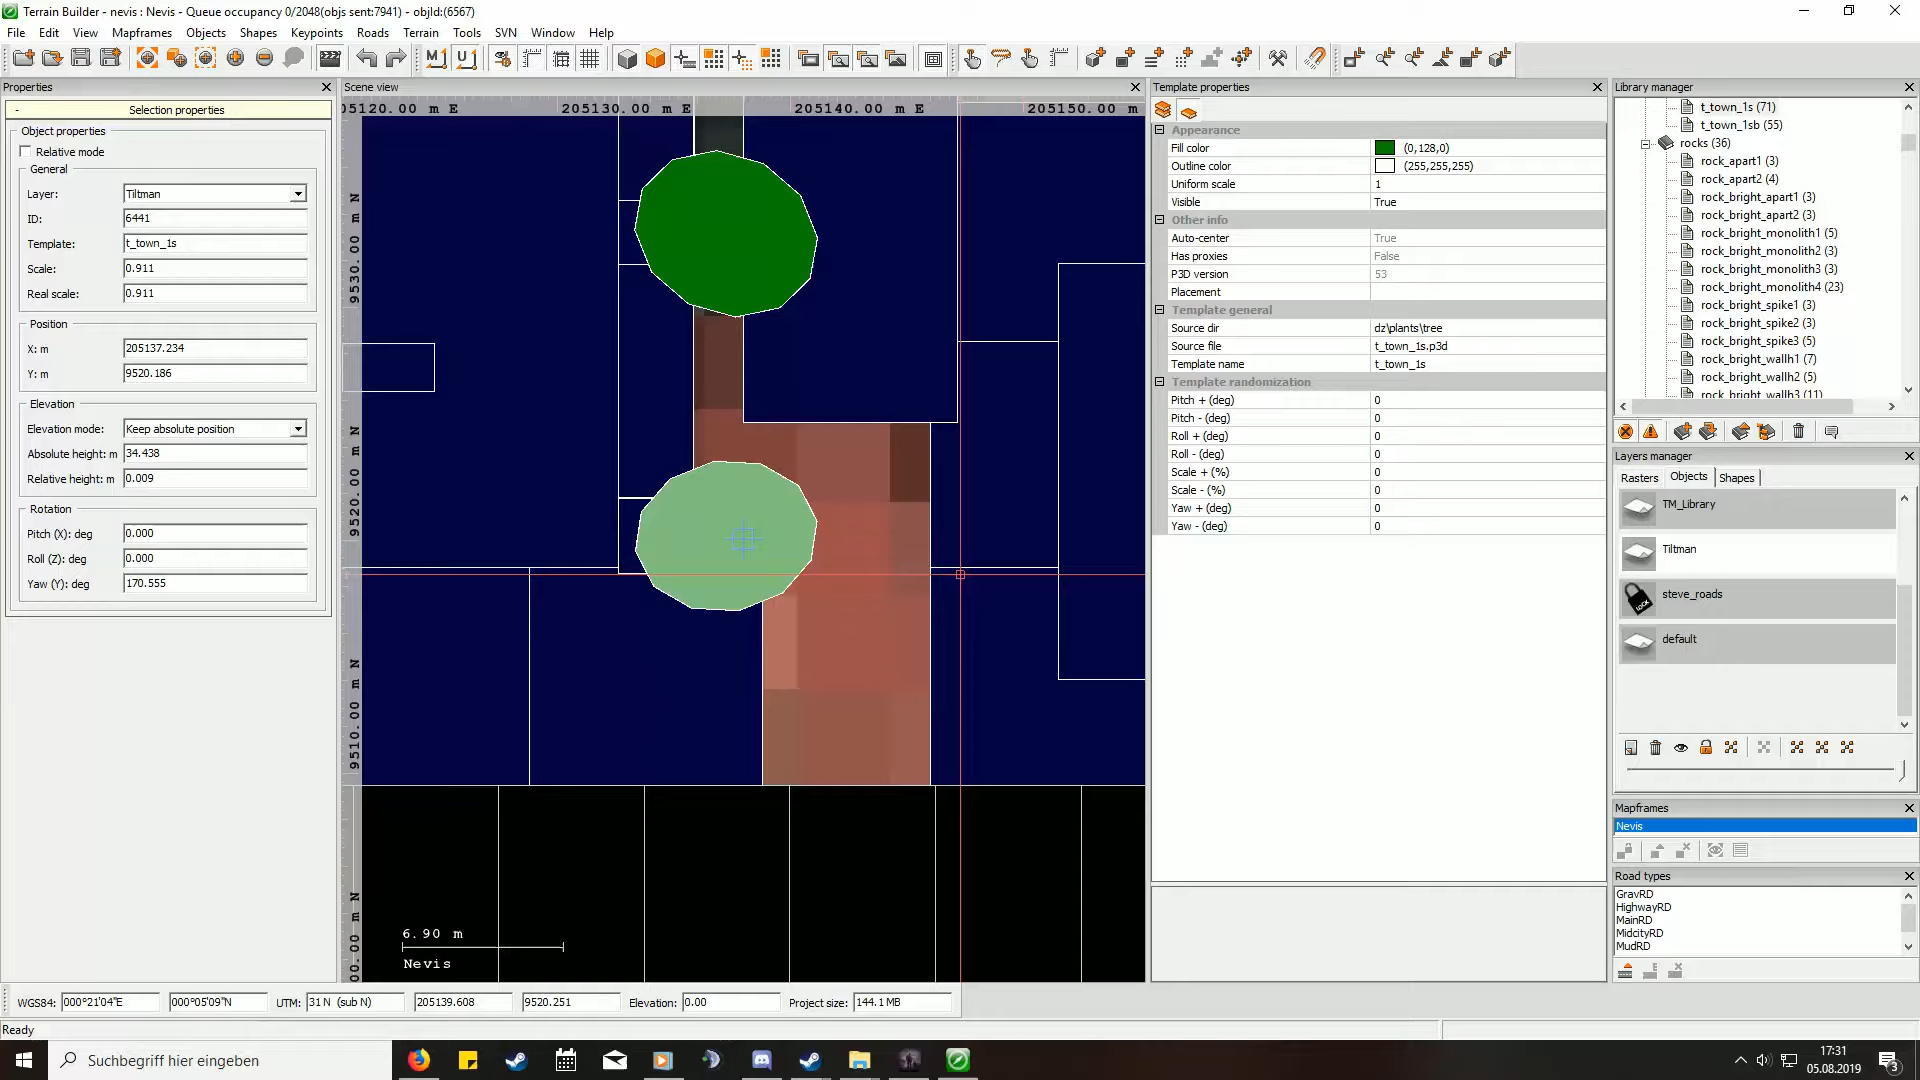 Terrain Builder - nevis : Nevis - Queue occupancy 0/2048(objs sent:7941) - objId:(6567)
File Edit View Mapframes Objects Shapes Keypoints Roads Terrain Tools SVN Window Help
Properties
- Selection properties
Object properties
Relative mode
General
Layer: Tiltman
ID: 6441
Template: t_town_1s
Scale: 0.911
Real scale: 0.911
Position
X: m 205137.234
Y: m 9520.186
Elevation
Elevation mode: Keep absolute position
Absolute height: m 34.438
Relative height: m 0.009
Rotation
Pitch (X): deg 0.000
Roll (Z): deg 0.000
Yaw (Y): deg 170.555
Scene view
05120.00 m E 205130.00 m E 205140.00 m E 205150.00 m
9530.00 m N
9520.00 m N
9510.00 m N
00.00 m N
6.90 m
Nevis
Template properties
Appearance
Fill color (0,128,0)
Outline color (255,255,255)
Uniform scale 1
Visible True
Other info
Auto-center True
Has proxies False
P3D version 53
Placement
Template general
Source dir dz\plants\tree
Source file t_town_1s.p3d
Template name t_town_1s
Template randomization
Pitch + (deg) 0
Pitch - (deg) 0
Roll + (deg) 0
Roll - (deg) 0
Scale + (%) 0
Scale - (%) 0
Yaw + (deg) 0
Yaw - (deg) 0
Library manager
t_town_1s (71)
t_town_1sb (55)
rocks (36)
rock_apart1 (3)
rock_apart2 (4)
rock_bright_apart1 (3)
rock_bright_apart2 (3)
rock_bright_monolith1 (5)
rock_bright_monolith2 (3)
rock_bright_monolith3 (3)
rock_bright_monolith4 (23)
rock_bright_spike1 (3)
rock_bright_spike2 (3)
rock_bright_spike3 (5)
rock_bright_wallh1 (7)
rock_bright_wallh2 (5)
rock_bright_wallh3 (11)
Layers manager
Rasters Objects Shapes
TM_Library
Tiltman
LOCK steve_roads
default
Mapframes
Nevis
Road types
GravRD
HighwayRD
MainRD
MidcityRD
MudRD
WGS84: 000°21'04"E 000°05'09"N UTM: 31 N (sub N) 205139.608 9520.251 Elevation: 0.00 Project size: 144.1 MB
Ready
Suchbegriff hier eingeben
17:31
05.08.2019
3